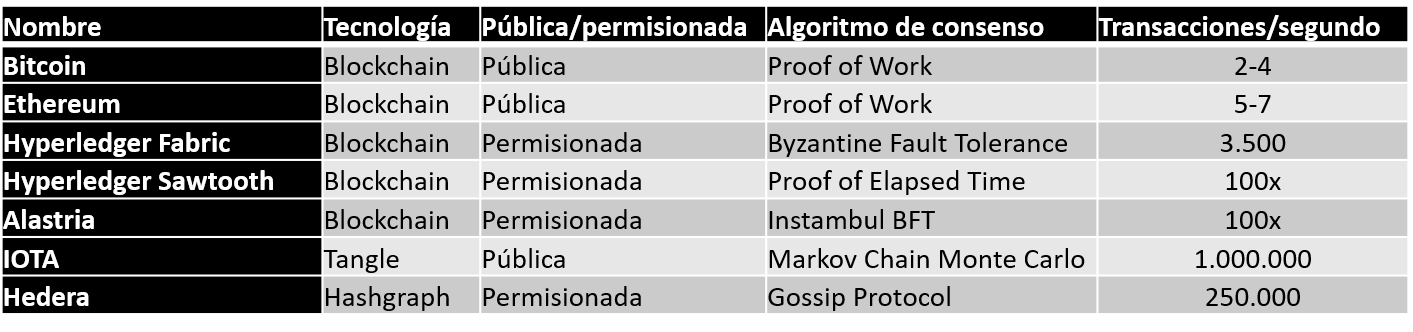 Nombre Tecnología Pública/permisionada Algoritmo de consenso Transacciones/segundo
Bitcoin Blockchain Pública Proof of Work 2-4
Ethereum Blockchain Pública Proof of Work 5-7
Hyperledger Fabric Blockchain Permisionada Byzantine Fault Tolerance 3.500
Hyperledger Sawtooth Blockchain Permisionada Proof of Elapsed Time 100x
Alastria Blockchain Permisionada Instambul BFT 100x
IOTA Tangle Pública Markov Chain Monte Carlo 1.000.000
Hedera Hashgraph Permisionada Gossip Protocol 250.000